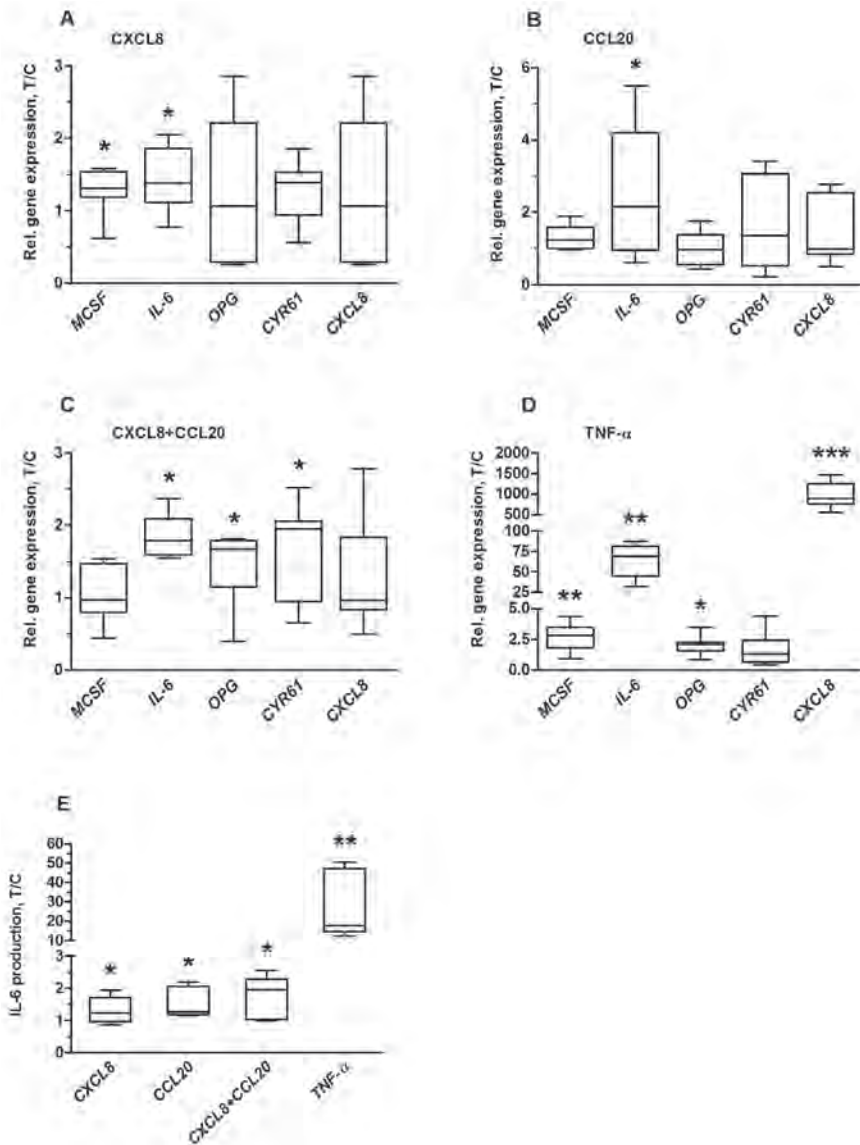 A
CXCL8
Rel. gene expression, T/C
3
2
1
0
*
*
MCSF
IL-6
OPG
CYR61
CXCL8
B
CCL20
Rel. gene expression, T/C
6
4
2
0
*
MCSF
IL-6
OPG
CYR61
CXCL8
C
CXCL8+CCL20
Rel. gene expression, T/C
3
2
1
0
*
*
*
MCSF
IL-6
OPG
CYR61
CXCL8
D
TNF-α
Rel. gene expression, T/C
2000
1500
1000
500
100
75
50
25
5.0
2.5
0.0
**
**
*
***
MCSF
IL-6
OPG
CYR61
CXCL8
E
IL-6 production, T/C
60
50
40
30
20
10
3
2
1
0
*
*
*
**
CXCL8
CCL20
CXCL8+CCL20
TNF-α